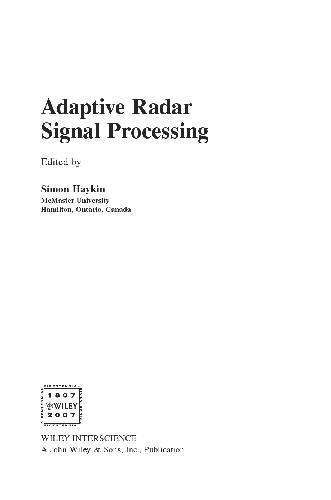 Adaptive Radar
Signal Processing
Edited by
Simon Haykin
McMaster University
Hamilton, Ontario, Canada
1807
WILEY
2007
WILEY INTERSCIENCE
A John Wiley & Sons, Inc., Publication